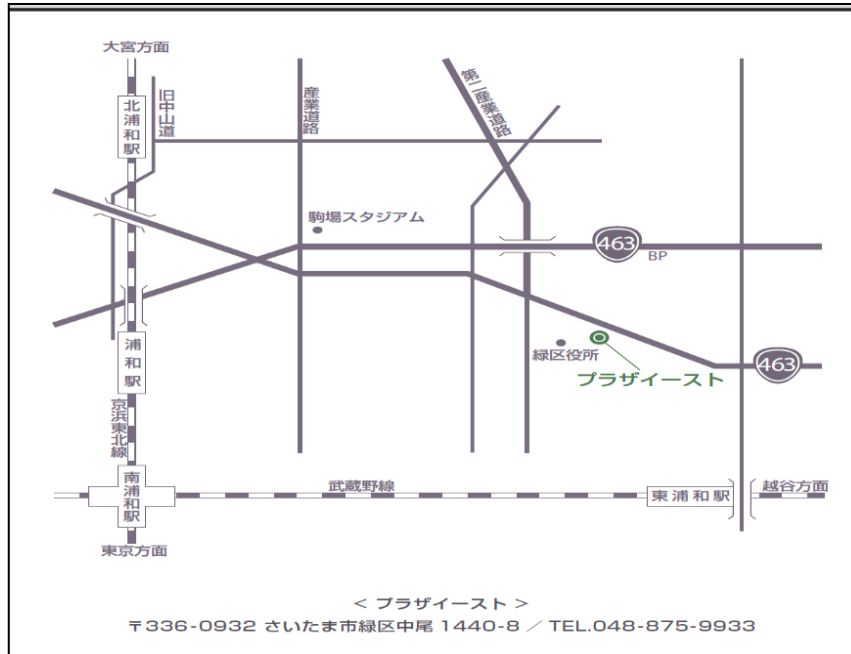 大宮方面
北浦和駅
旧中山道
産業道路
第二産業道路
駒場スタジアム
463
BP
浦和駅
緑区役所
プラザイースト
463
京浜東北線
南浦和駅
武蔵野線
東浦和駅
越谷方面
東京方面
< プラザイースト >
〒336-0932 さいたま市緑区中尾 1440-8 / TEL.048-875-9933